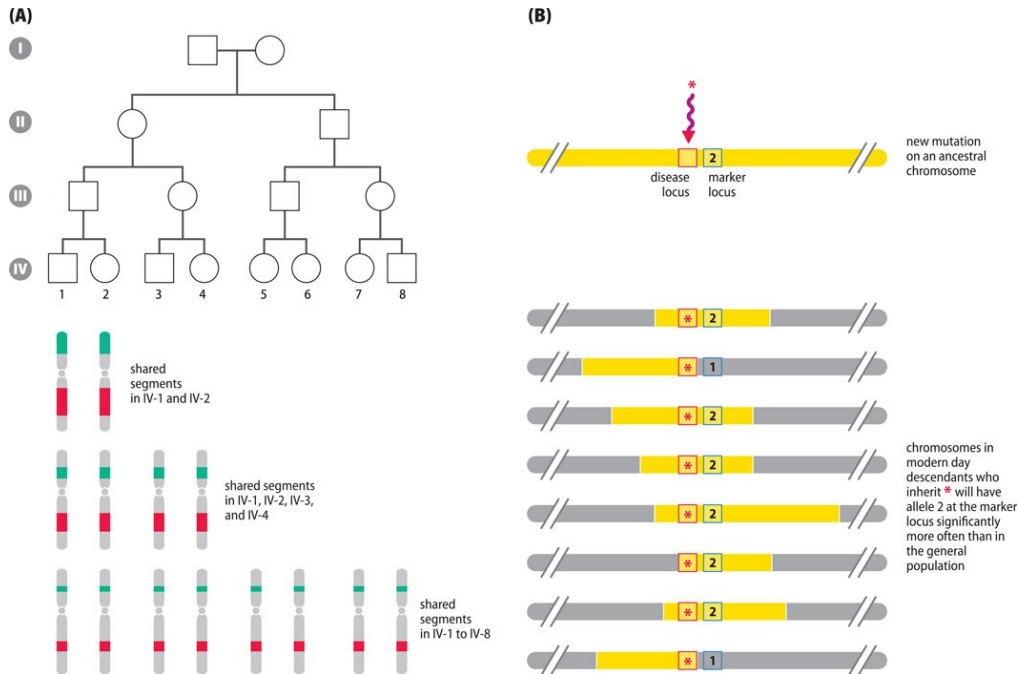 (A)
I
II
III
IV
1 2 3 4 5 6 7 8
shared
segments
in IV-1 and IV-2
shared segments
in IV-1, IV-2, IV-3,
and IV-4
shared
segments
in IV-1 to IV-8
(B)
*
2
disease
locus
marker
locus
new mutation
on an ancestral
chromosome
* 2
* 1
* 2
* 2
* 2
* 2
* 2
* 1
chromosomes in
modern day
descendants who
inherit * will have
allele 2 at the marker
locus significantly
more often than in
the general
population